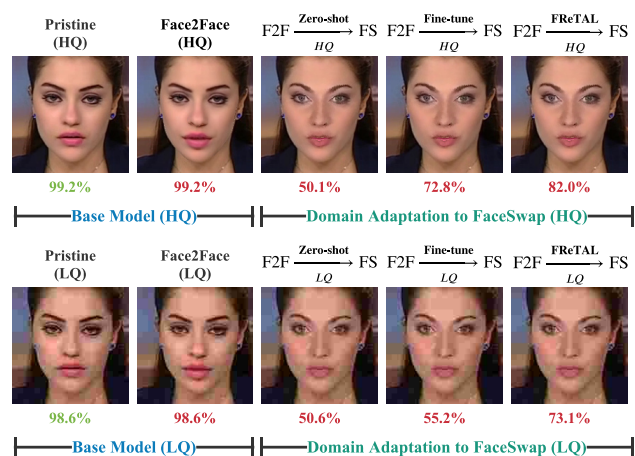 Pristine
(HQ)
Face2Face
(HQ)
F2F Zero-shot FS
HQ
F2F Fine-tune FS
HQ
F2F FReTAL FS
HQ
99.2%
99.2%
50.1%
72.8%
82.0%
Base Model (HQ)
Domain Adaptation to FaceSwap (HQ)
Pristine
(LQ)
Face2Face
(LQ)
F2F Zero-shot FS
LQ
F2F Fine-tune FS
LQ
F2F FReTAL FS
LQ
98.6%
98.6%
50.6%
55.2%
73.1%
Base Model (LQ)
Domain Adaptation to FaceSwap (LQ)